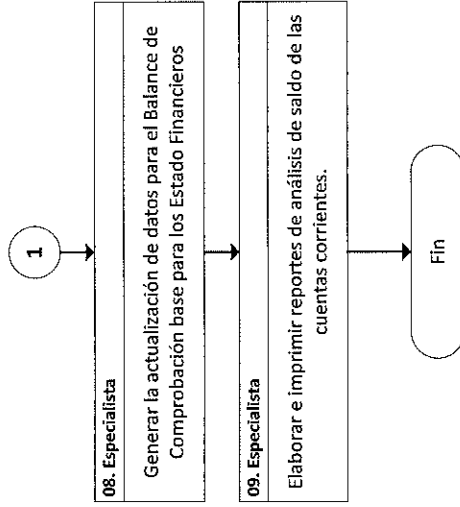 1
08. Especialista
Generar la actualización de datos para el Balance de
Comprobación base para los Estado Financieros
09. Especialista
Elaborar e imprimir reportes de análisis de saldo de las
cuentas corrientes.
Fin